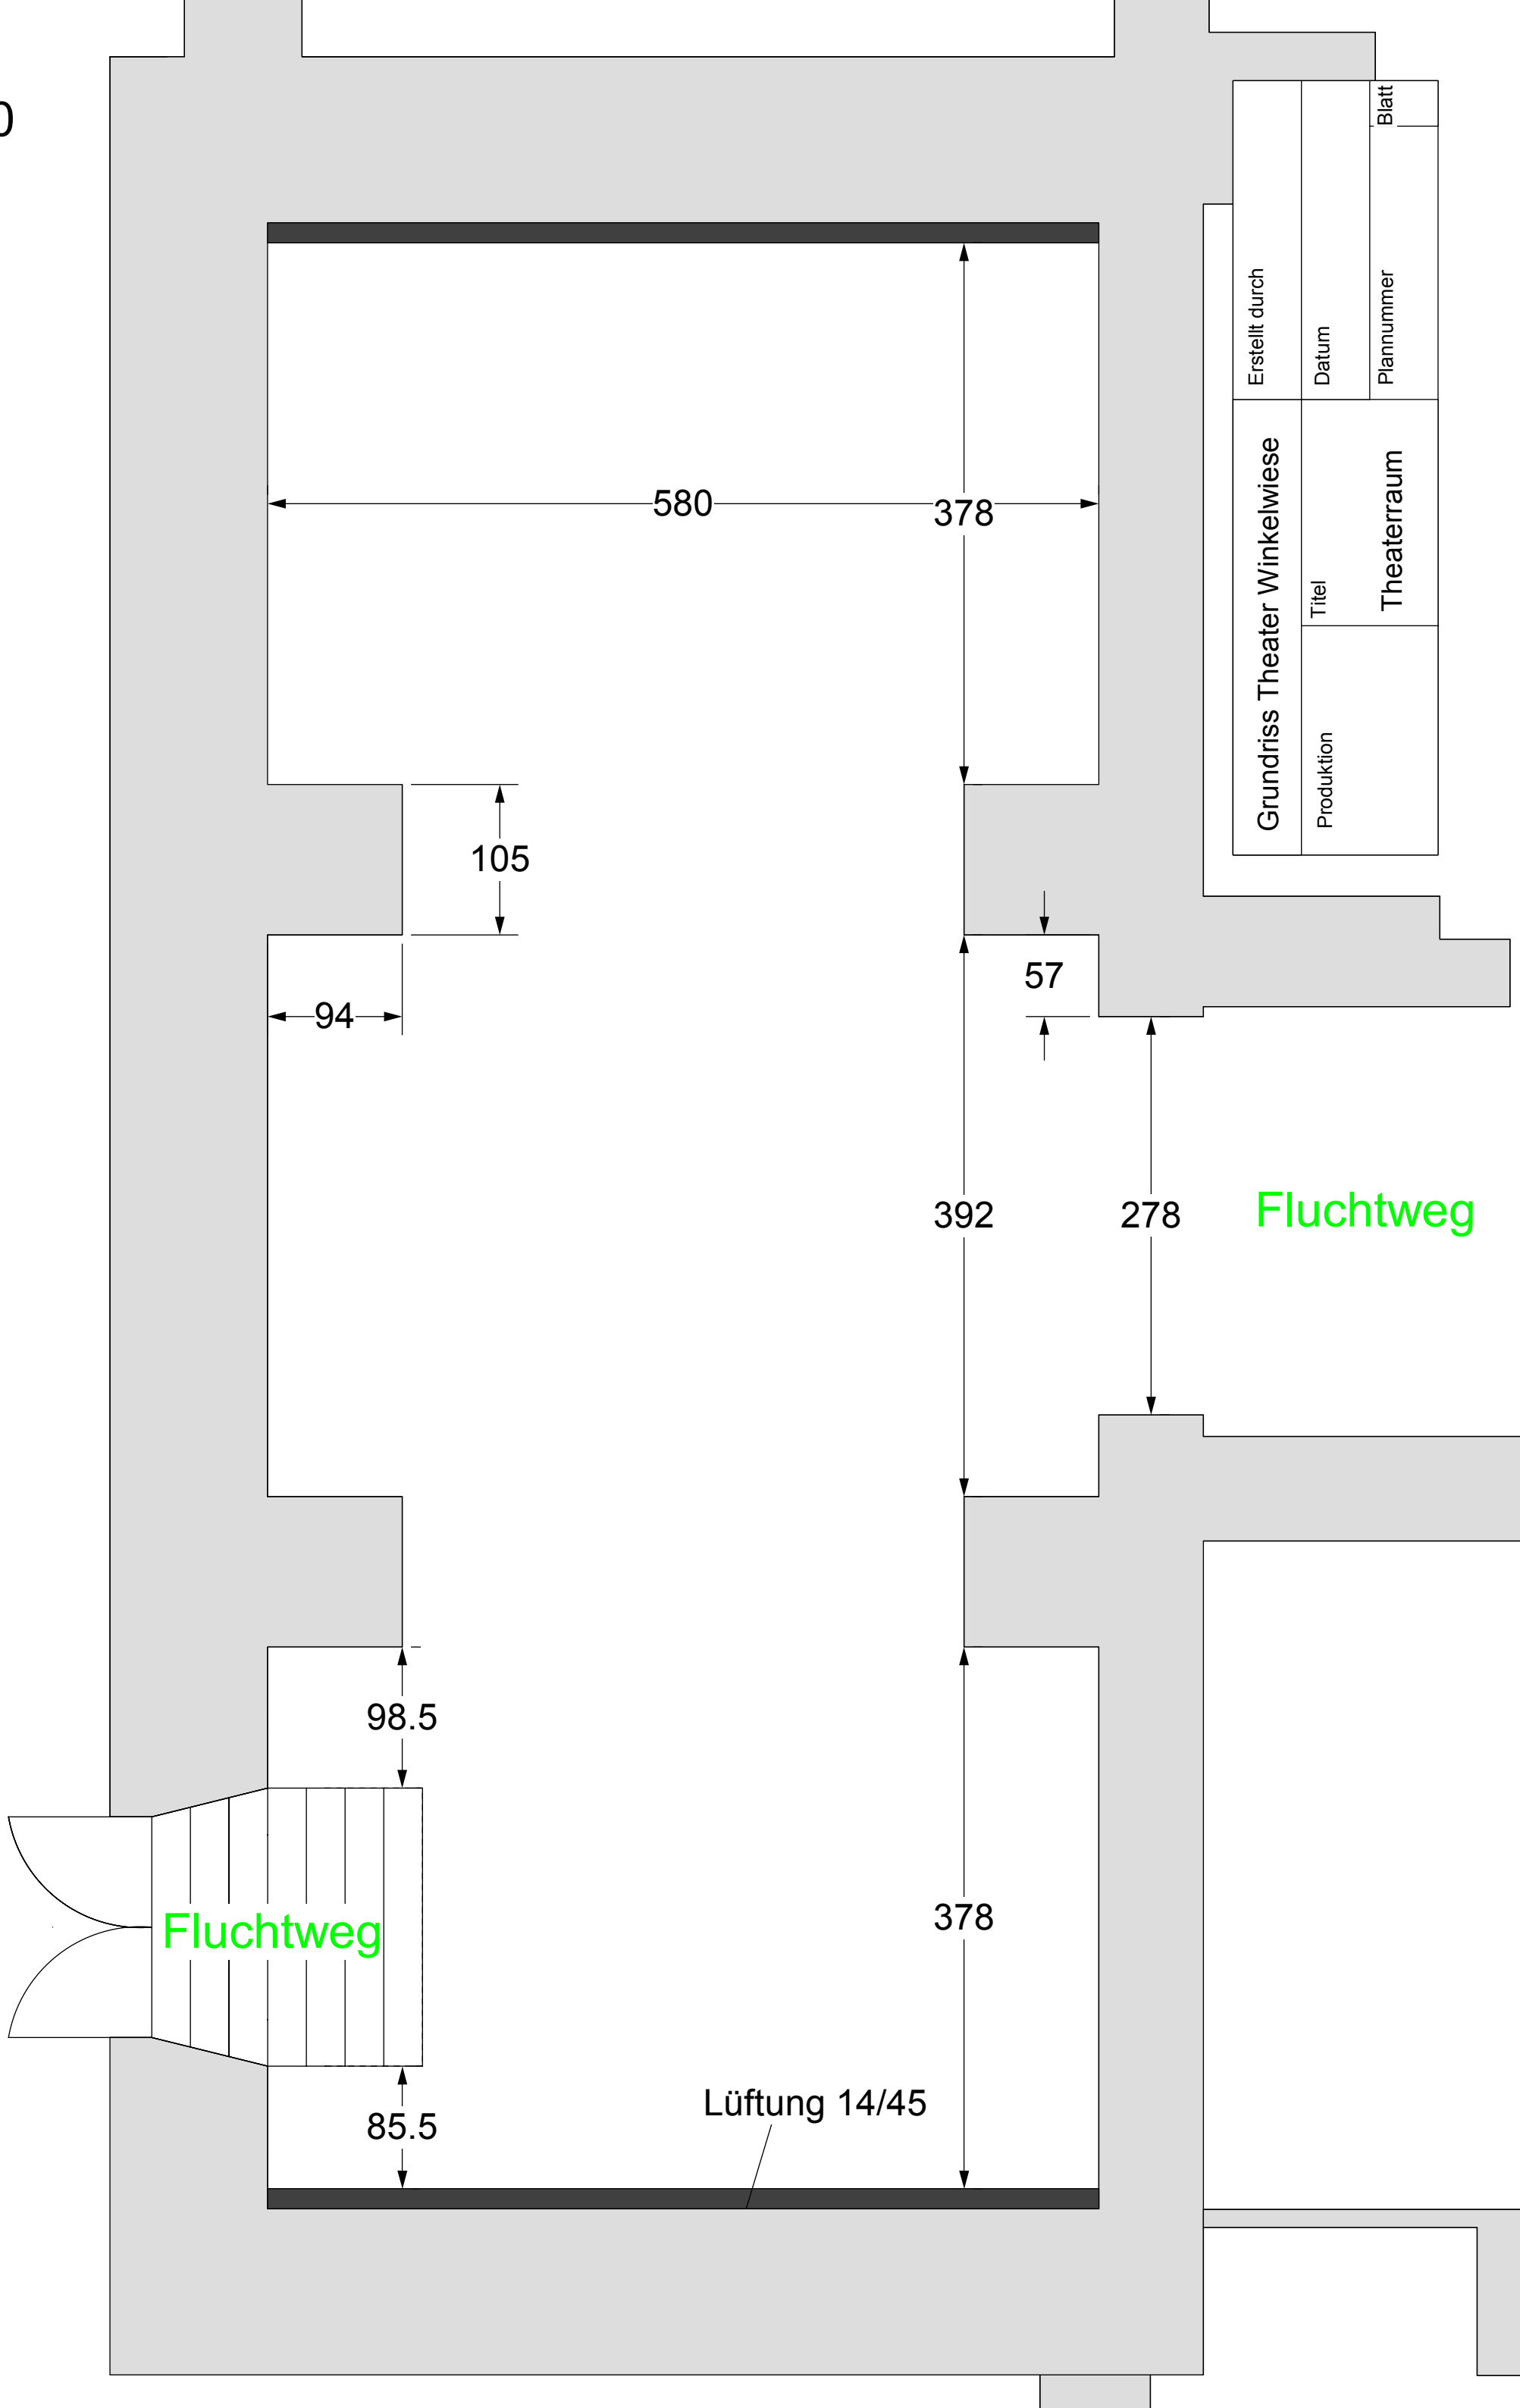 0
Blatt
Erstellt durch
Datum
Plannummer
Grundriss Theater Winkelwiese
Titel
Theaterraum
Produktion
580
378
105
57
94
392
278
Fluchtweg
98.5
Fluchtweg
378
Lüftung 14/45
85.5